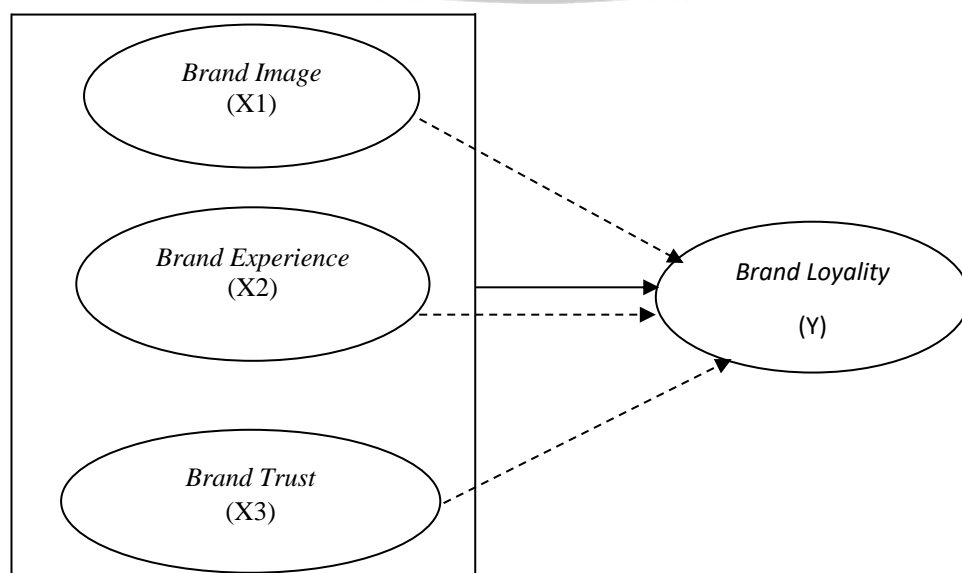 Brand Image
(X1)
Brand Experience
(X2)
Brand Loyality
(Y)
Brand Trust
(X3)